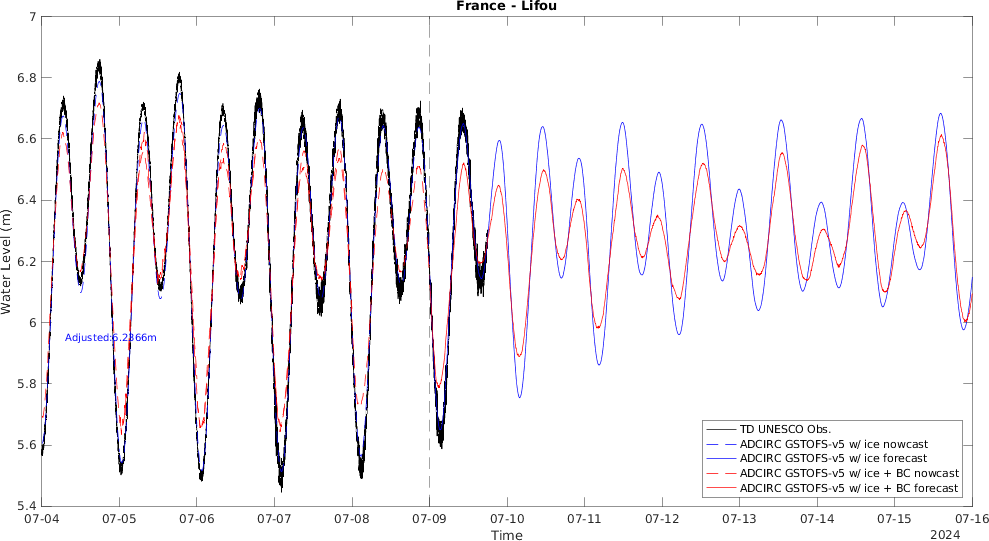 France - Lifou
7
6.8
6.6
6.4
6.2
6
5.8
5.6
5.4
Water Level (m)
Adjusted:6.2366m
TD UNESCO Obs.
ADCIRC GSTOFS-v5 w/ ice nowcast
ADCIRC GSTOFS-v5 w/ ice forecast
ADCIRC GSTOFS-v5 w/ ice + BC nowcast
ADCIRC GSTOFS-v5 w/ ice + BC forecast
07-04 07-05 07-06 07-07 07-08 07-09 07-10 07-11 07-12 07-13 07-14 07-15 07-16
Time
2024